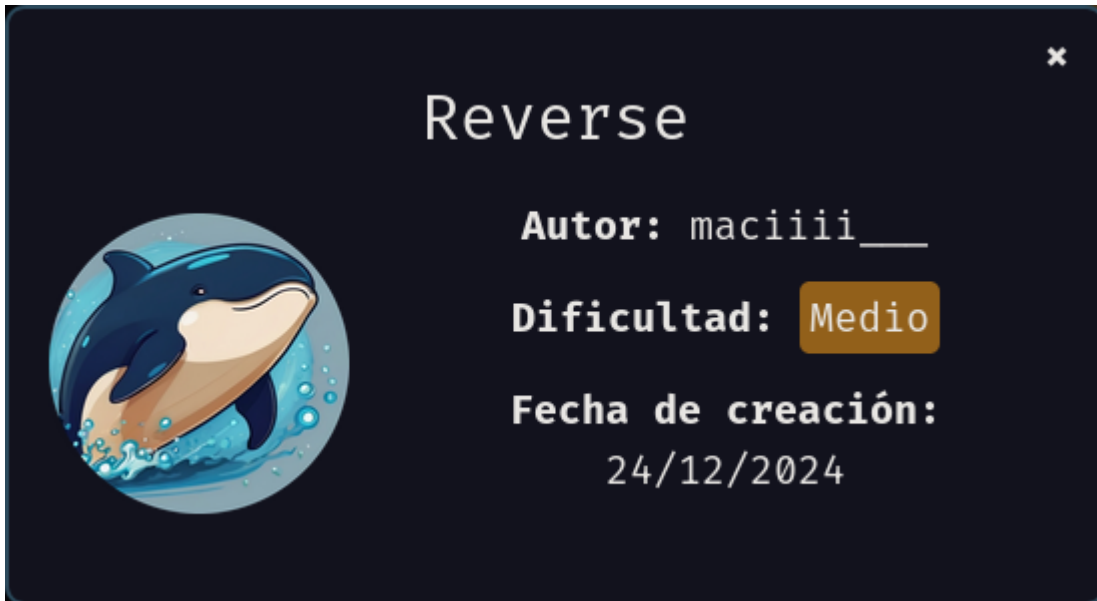 ×
Reverse
Autor: maciiii___
Dificultad: Medio
Fecha de creación:
24/12/2024